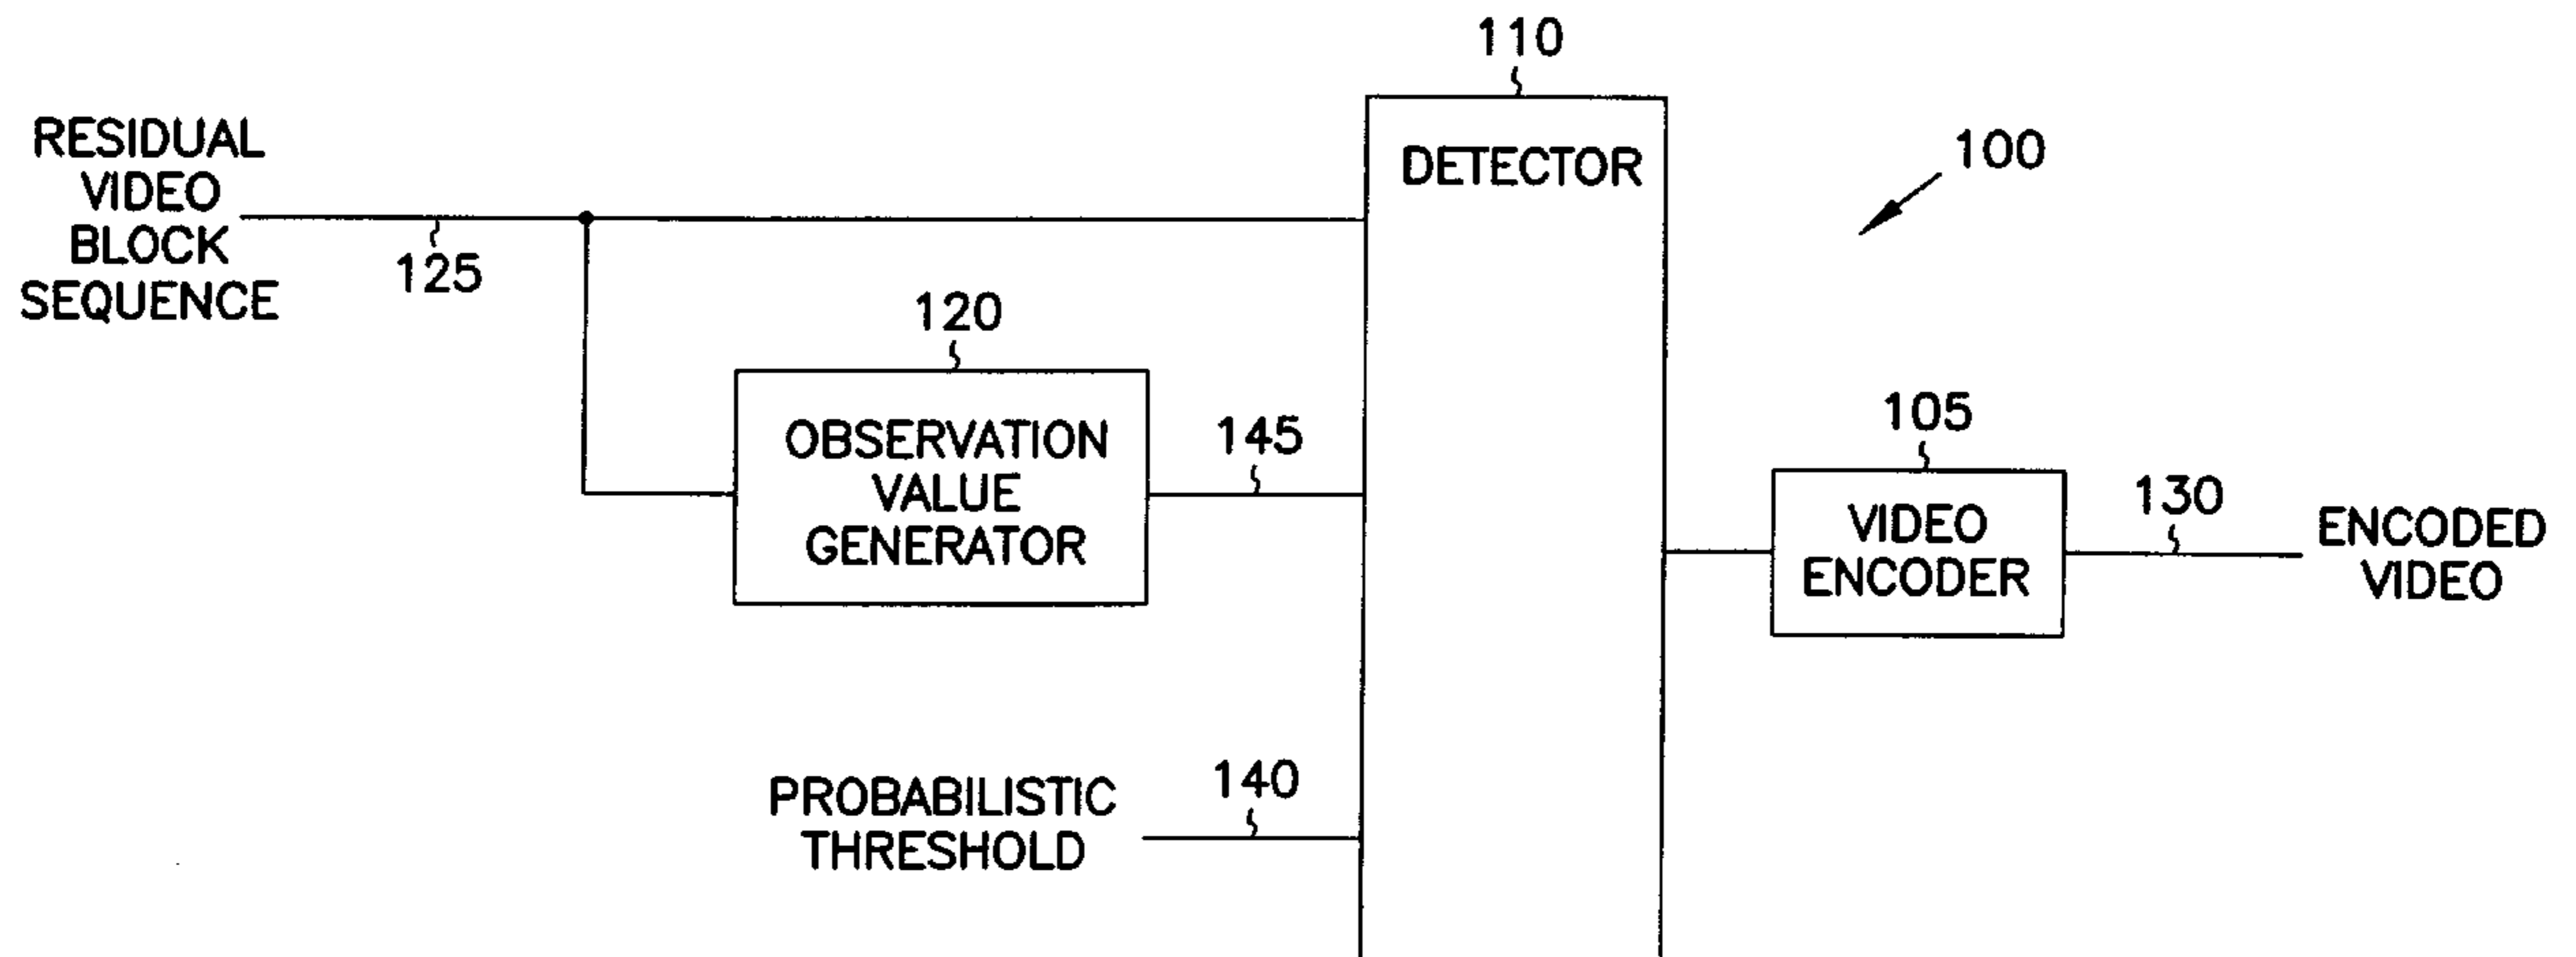 110
DETECTOR
100
RESIDUAL
VIDEO
BLOCK
SEQUENCE
125
120
OBSERVATION
VALUE
GENERATOR
145
105
VIDEO
ENCODER
130
ENCODED
VIDEO
PROBABILISTIC
THRESHOLD
140